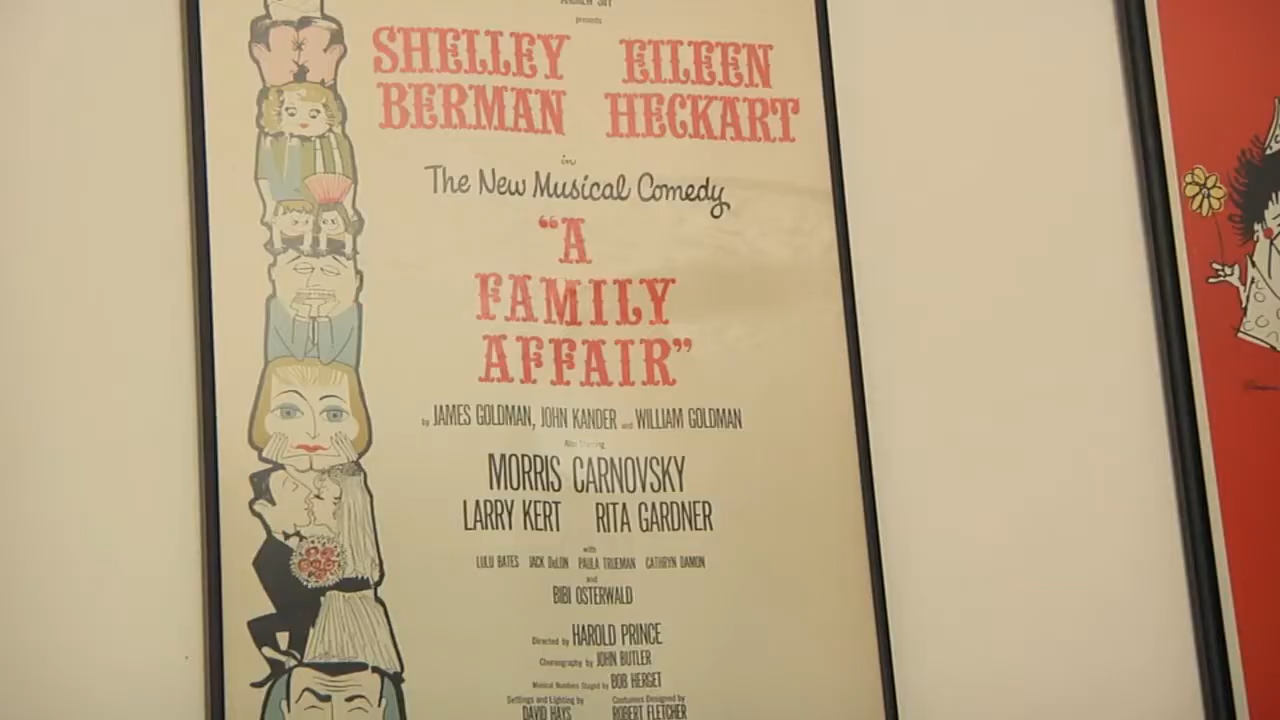 presents
SHELLEY EILEEN
BERMAN HECKART
in
The New Musical Comedy
“A
FAMILY
AFFAIR”
by JAMES GOLDMAN, JOHN KANDER and WILLIAM GOLDMAN
Also Starring
MORRIS CARNOVSKY
LARRY KERT RITA GARDNER
with
LULU BATES JACK DeLON PAULA TRUEMAN CATHRYN DAMON
and
BIBI OSTERWALD
Directed by HAROLD PRINCE
Choreography by JOHN BUTLER
Musical Numbers Staged by BOB HERGET
Settings and Lighting by Costumes Designed by
DAVID HAYS ROBERT FLETCHER